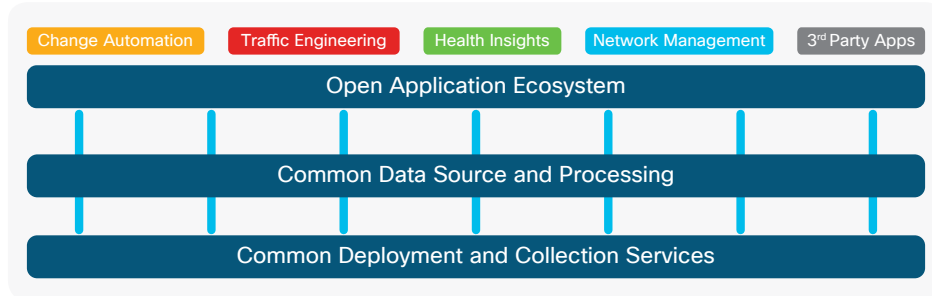 Change Automation
Traffic Engineering
Health Insights
Network Management
3rd Party Apps
Open Application Ecosystem
Common Data Source and Processing
Common Deployment and Collection Services